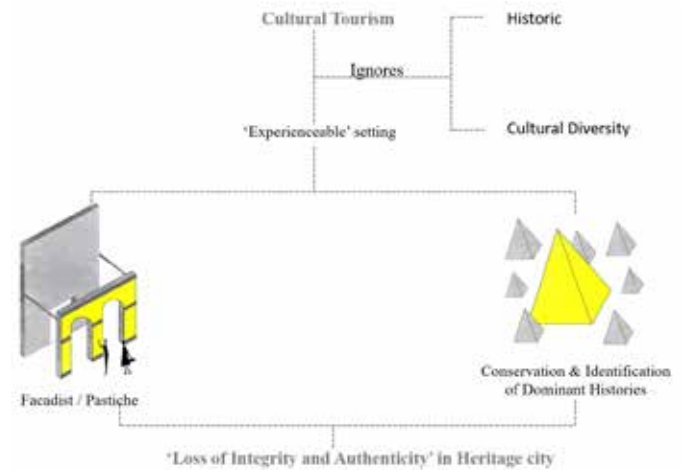 Cultural Tourism
Historic
Ignores
Cultural Diversity
'Experienceable' setting
Facadist / Pastiche
Conservation & Identification
of Dominant Histories
'Loss of Integrity and Authenticity' in Heritage city